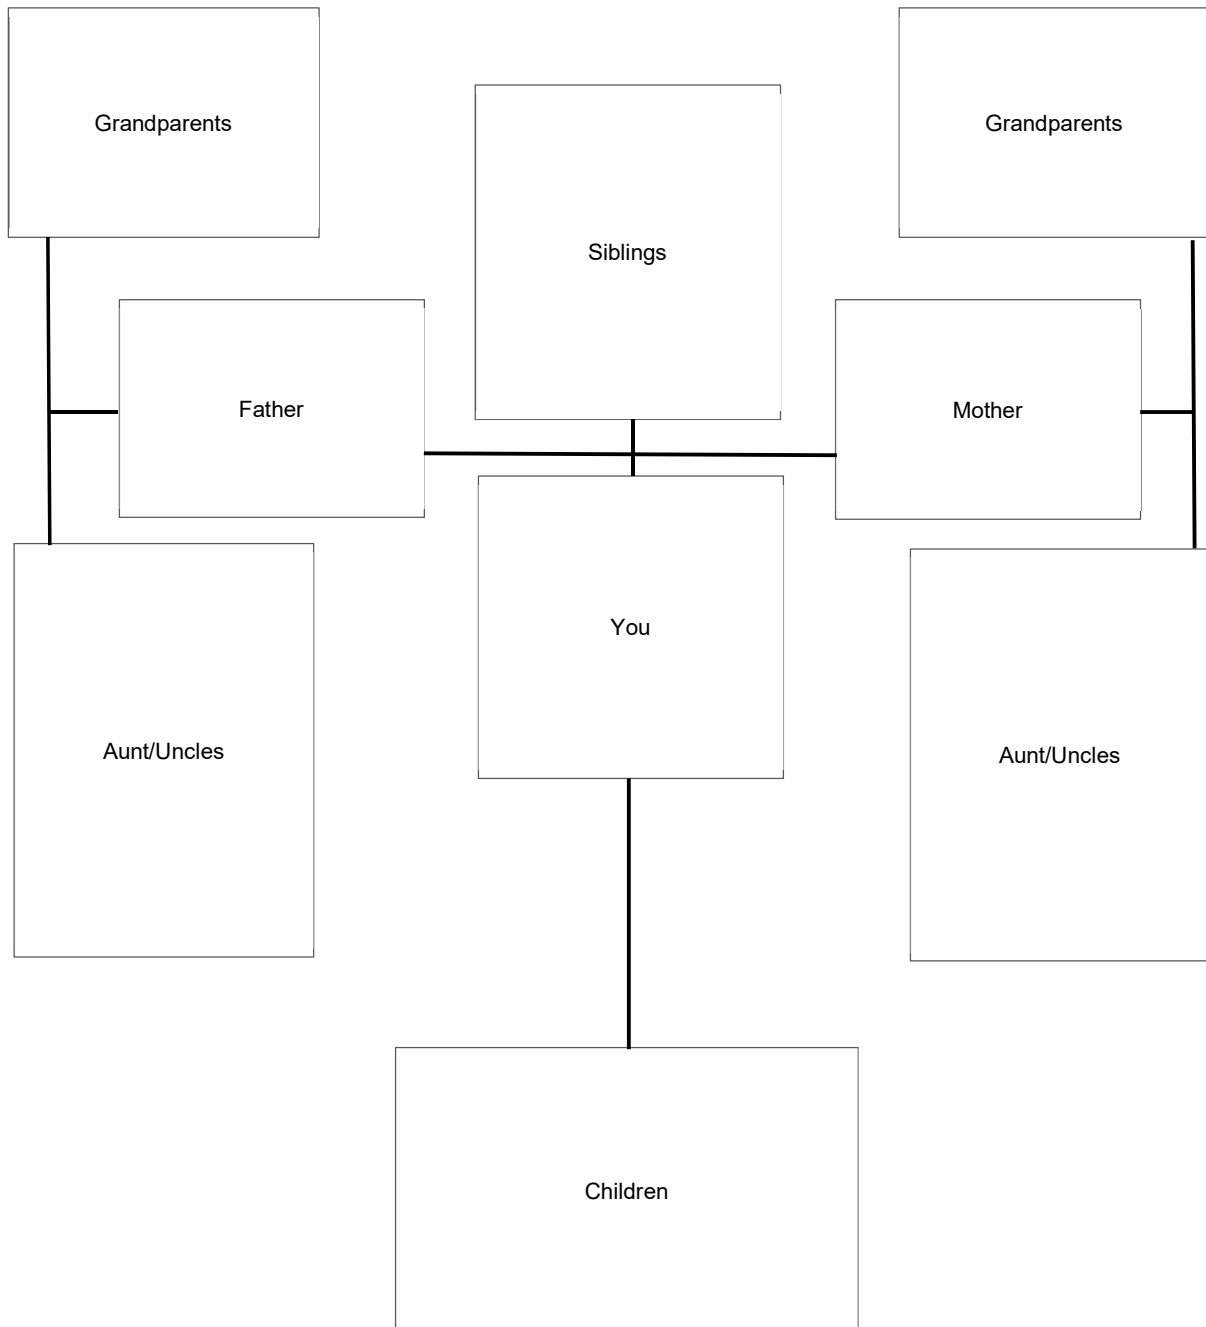 Grandparents
Grandparents
Siblings
Father
Mother
You
Aunt/Uncles
Aunt/Uncles
Children